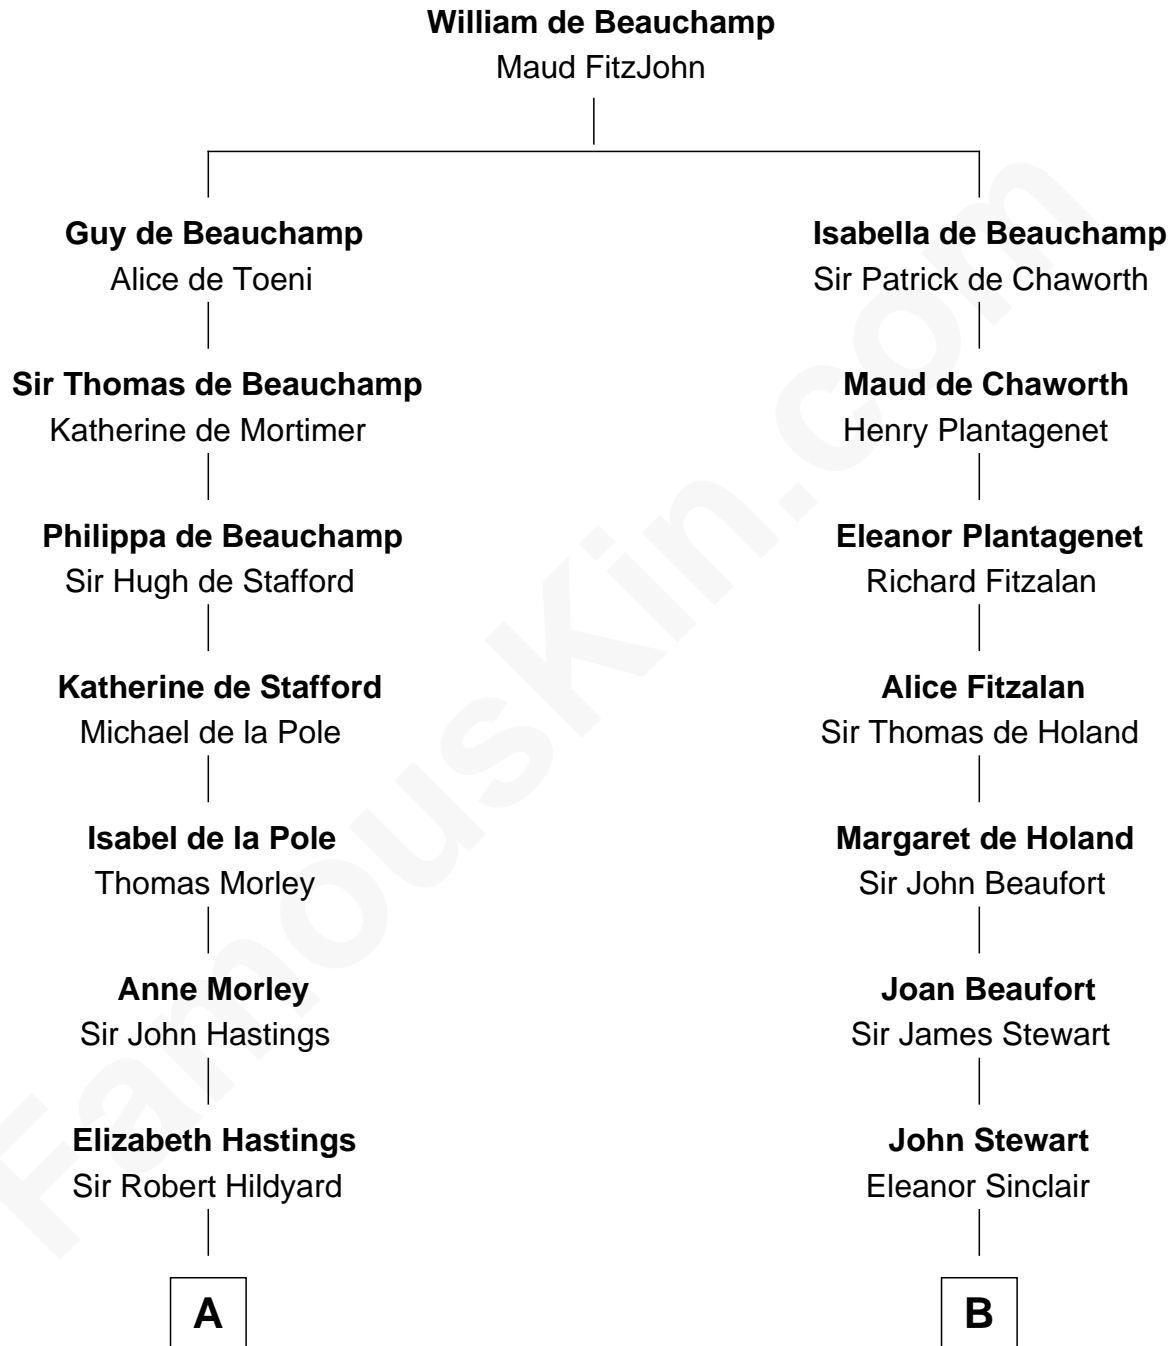 William de Beauchamp
Maud FitzJohn
Guy de Beauchamp
Alice de Toeni
Isabella de Beauchamp
Sir Patrick de Chaworth
Sir Thomas de Beauchamp
Katherine de Mortimer
Maud de Chaworth
Henry Plantagenet
Philippa de Beauchamp
Sir Hugh de Stafford
Eleanor Plantagenet
Richard Fitzalan
Katherine de Stafford
Michael de la Pole
Alice Fitzalan
Sir Thomas de Holand
Isabel de la Pole
Thomas Morley
Margaret de Holand
Sir John Beaufort
Anne Morley
Sir John Hastings
Joan Beaufort
Sir James Stewart
Elizabeth Hastings
Sir Robert Hildyard
John Stewart
Eleanor Sinclair
A
B
FamousKin.com